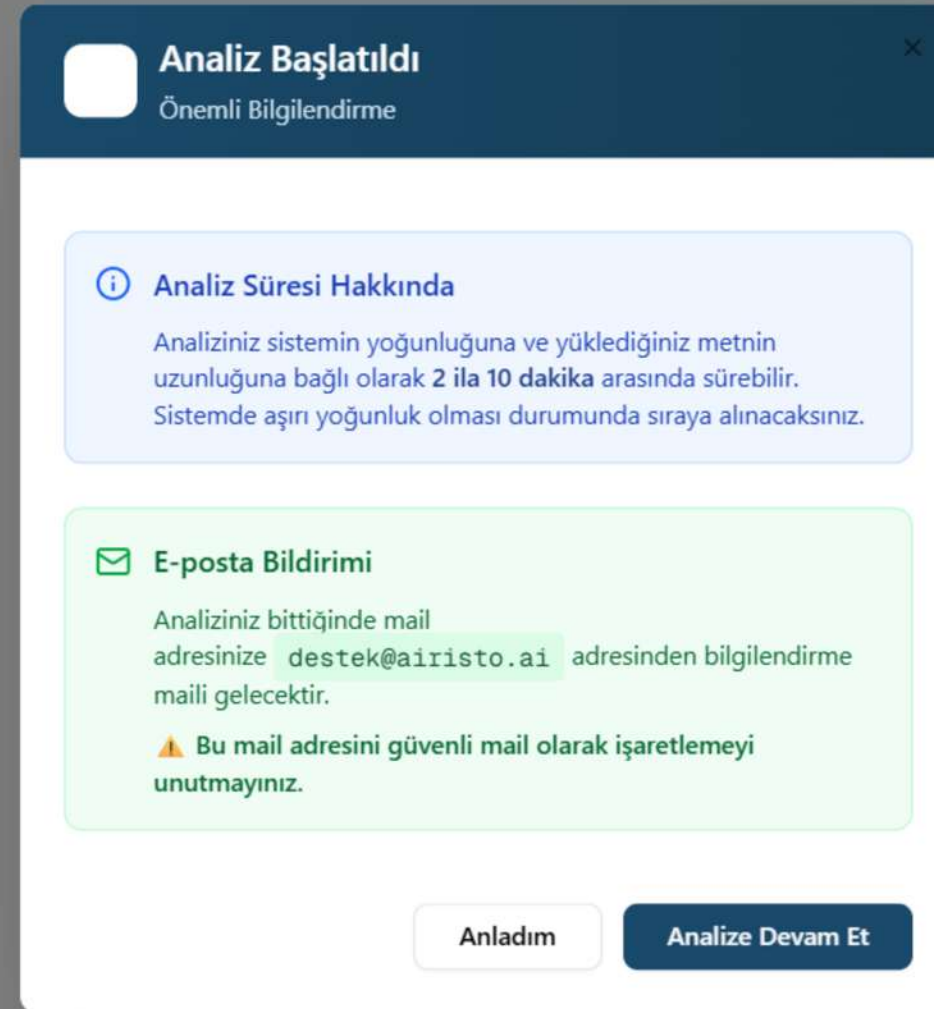 Analiz Başlatıldı
Önemli Bilgilendirme
Analiz Süresi Hakkında
Analiziniz sistemin yoğunluğuna ve yüklediğiniz metnin
uzunluğuna bağlı olarak 2 ila 10 dakika arasında sürebilir.
Sistemde aşırı yoğunluk olması durumunda sıraya alınacaksınız.
E-posta Bildirimi
Analiziniz bittiğinde mail
adresinize destek@airisto.ai adresinden bilgilendirme
maili gelecektir.
⚠️ Bu mail adresini güvenli mail olarak işaretlemeyi
unutmayınız.
Anladım
Analize Devam Et